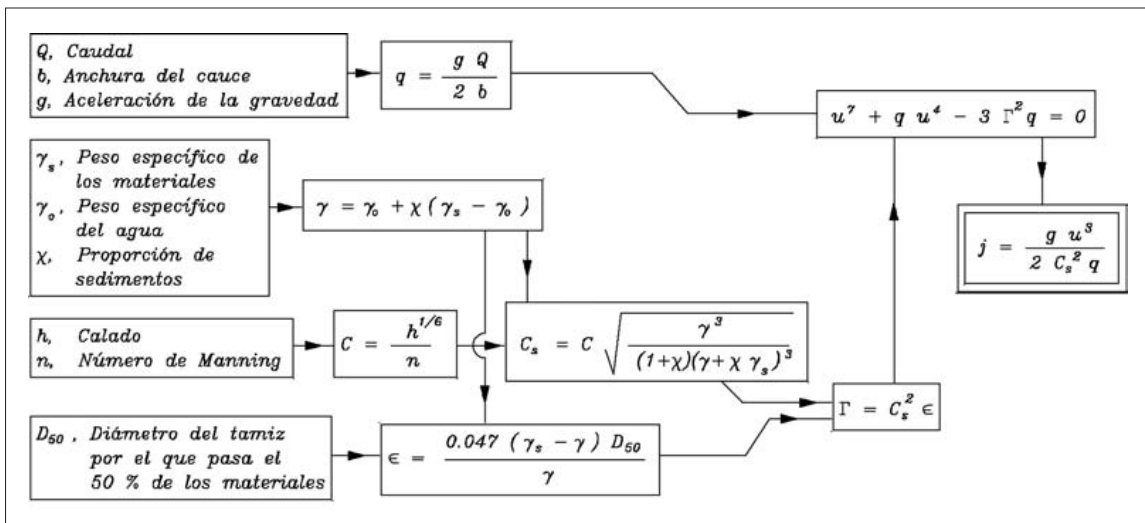 Q, Caudal
b, Anchura del cauce
g, Aceleración de la gravedad
q = g Q / 2 b
u⁷ + q u⁴ − 3 Γ² q = 0
γₛ, Peso específico de
los materiales
γₒ, Peso específico
del agua
χ, Proporción de
sedimentos
γ = γₒ + χ (γₛ − γₒ)
j = g u³ / 2 Cₛ² q
h, Calado
n, Número de Manning
C = h^1/6 / n
Cₛ = C √ γ³ / (1+χ)(γ+ χ γₛ)³
Γ = Cₛ² ∈
D₅₀, Diámetro del tamiz
por el que pasa el
50 % de los materiales
∈ = 0.047 (γₛ − γ) D₅₀ / γ